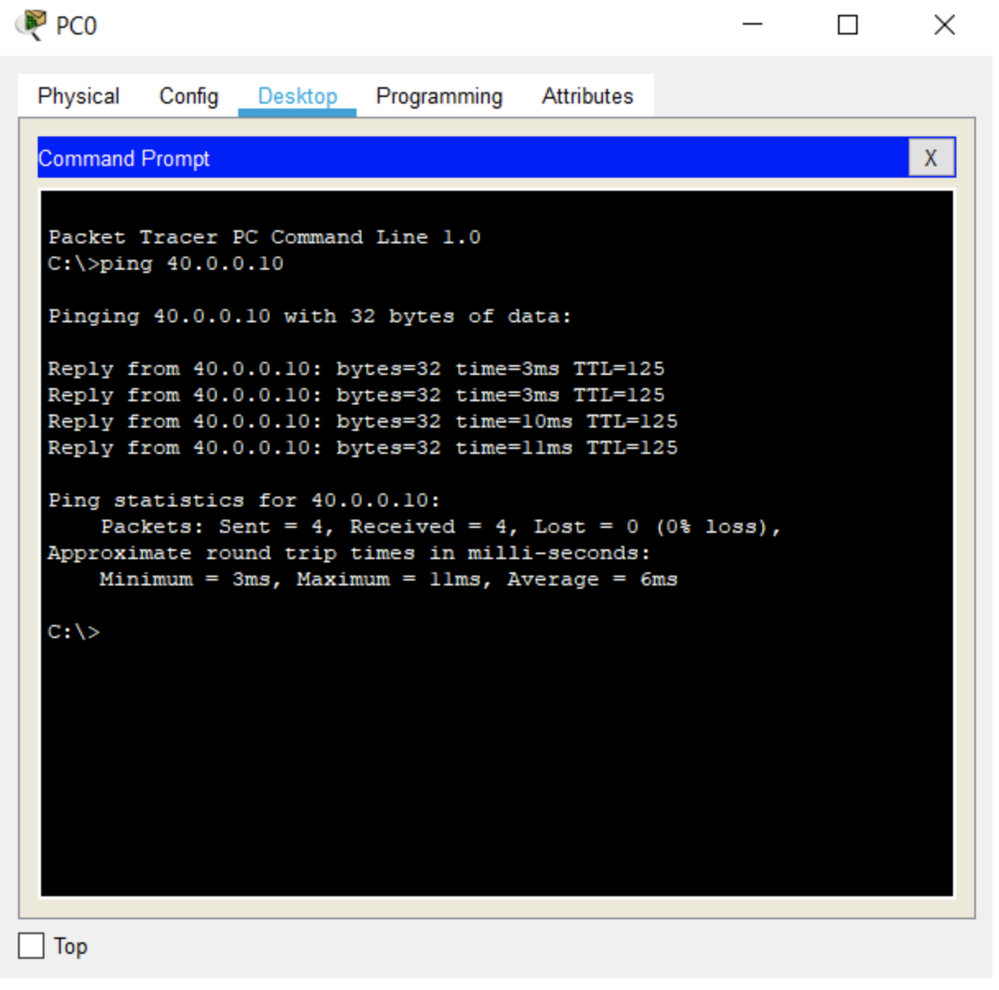 PC0
Physical Config Desktop Programming Attributes
Command Prompt X
Packet Tracer PC Command Line 1.0
C:\>ping 40.0.0.10
Pinging 40.0.0.10 with 32 bytes of data:
Reply from 40.0.0.10: bytes=32 time=3ms TTL=125
Reply from 40.0.0.10: bytes=32 time=3ms TTL=125
Reply from 40.0.0.10: bytes=32 time=10ms TTL=125
Reply from 40.0.0.10: bytes=32 time=11ms TTL=125
Ping statistics for 40.0.0.10:
Packets: Sent = 4, Received = 4, Lost = 0 (0% loss),
Approximate round trip times in milli-seconds:
Minimum = 3ms, Maximum = 11ms, Average = 6ms
C:\>
Top